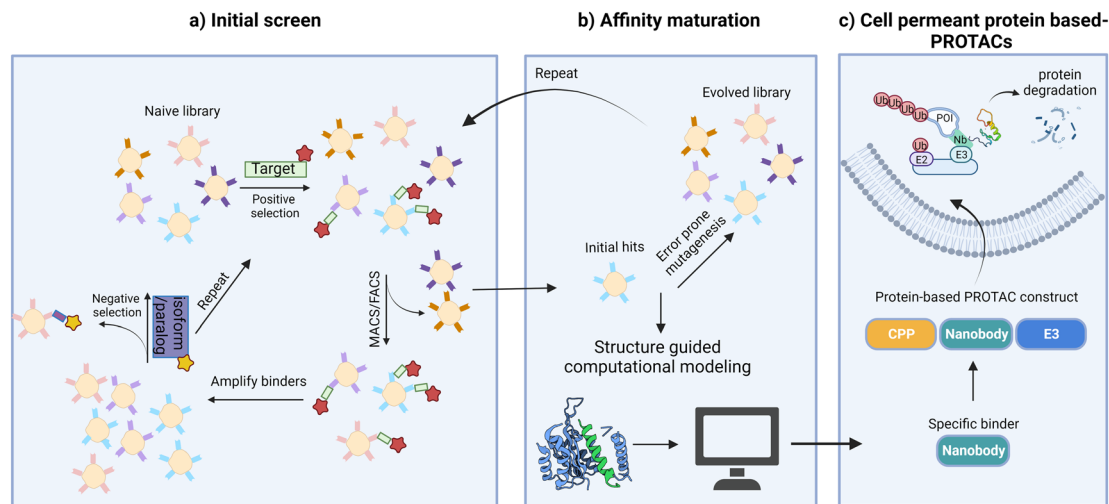 a) Initial screen
Naive library
Target
Positive
selection
MACS/FACS
Amplify binders
Negative
selection
isoform
/paralog
Repeat
b) Affinity maturation
Repeat
Evolved library
Initial hits
Error prone
mutagenesis
Structure guided
computational modeling
c) Cell permeant protein based-
PROTACs
protein
degradation
Ub
Ub
Ub
Ub
POI
Nb
Ub
E2
E3
Protein-based PROTAC construct
CPP
Nanobody
E3
Specific binder
Nanobody